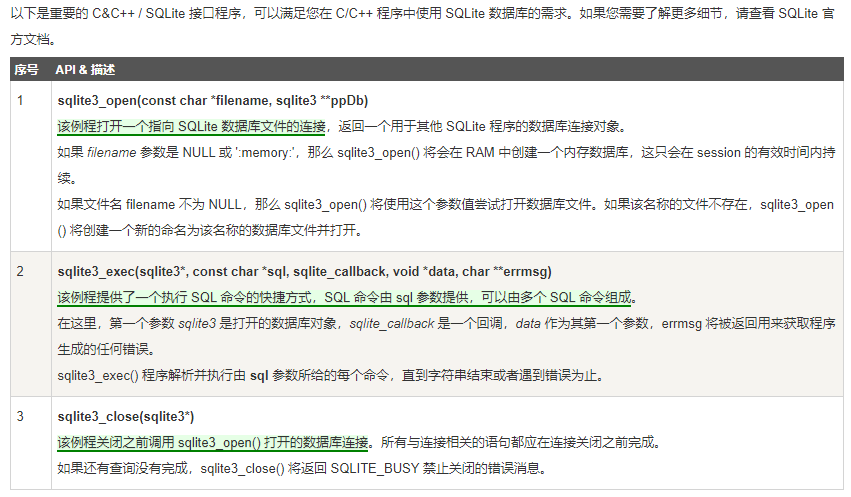 以下是重要的 C&C++ / SQLite 接口程序，可以满足您在 C/C++ 程序中使用 SQLite 数据库的需求。如果您需要了解更多细节，请查看 SQLite 官
方文档。
序号 API & 描述
1 sqlite3_open(const char *filename, sqlite3 **ppDb)
该例程打开一个指向 SQLite 数据库文件的连接，返回一个用于其他 SQLite 程序的数据库连接对象。
如果 filename 参数是 NULL 或 ':memory:'，那么 sqlite3_open() 将会在 RAM 中创建一个内存数据库，这只会在 session 的有效时间内持
续。
如果文件名 filename 不为 NULL，那么 sqlite3_open() 将使用这个参数值尝试打开数据库文件。如果该名称的文件不存在，sqlite3_open
() 将创建一个新的命名为该名称的数据库文件并打开。
2 sqlite3_exec(sqlite3*, const char *sql, sqlite_callback, void *data, char **errmsg)
该例程提供了一个执行 SQL 命令的快捷方式，SQL 命令由 sql 参数提供，可以由多个 SQL 命令组成。
在这里，第一个参数 sqlite3 是打开的数据库对象，sqlite_callback 是一个回调，data 作为其第一个参数，errmsg 将被返回用来获取程序
生成的任何错误。
sqlite3_exec() 程序解析并执行由 sql 参数所给的每个命令，直到字符串结束或者遇到错误为止。
3 sqlite3_close(sqlite3*)
该例程关闭之前调用 sqlite3_open() 打开的数据库连接。所有与连接相关的语句都应在连接关闭之前完成。
如果还有查询没有完成，sqlite3_close() 将返回 SQLITE_BUSY 禁止关闭的错误消息。